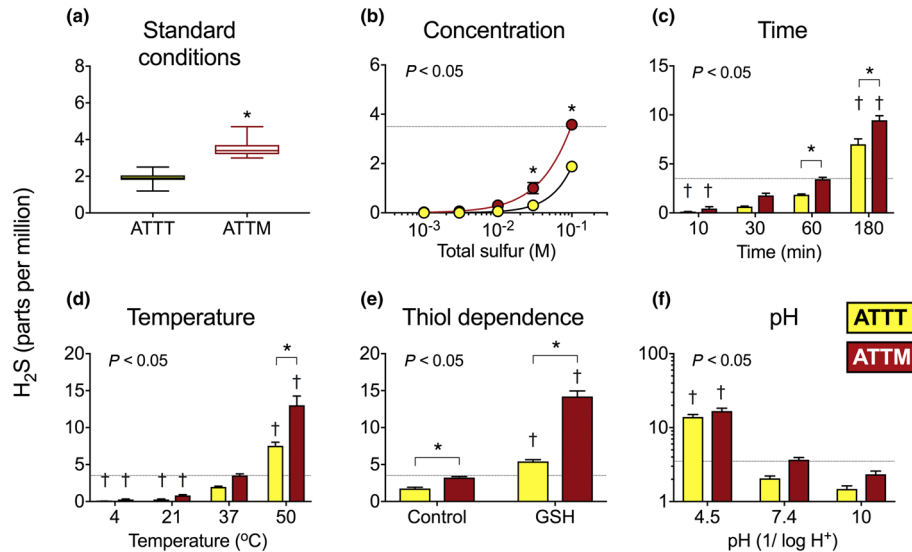 (a)
Standard
conditions
8
6
4
2
0
ATTT
ATTM
*
(b)
Concentration
P < 0.05
6
4
2
0
*
*
10⁻³
10⁻²
10⁻¹
Total sulfur (M)
(c)
Time
P < 0.05
15
10
5
0
† †
*
*
† †
10
30
60
180
Time (min)
H₂S (parts per million)
(d)
Temperature
P < 0.05
20
15
10
5
0
† †
† †
*
† †
4
21
37
50
Temperature (ºC)
(e)
Thiol dependence
P < 0.05
20
15
10
5
0
*
*
† †
Control
GSH
(f)
pH
ATTT
ATTM
P < 0.05
1000
100
10
1
† †
4.5
7.4
10
pH (1/ log H⁺)